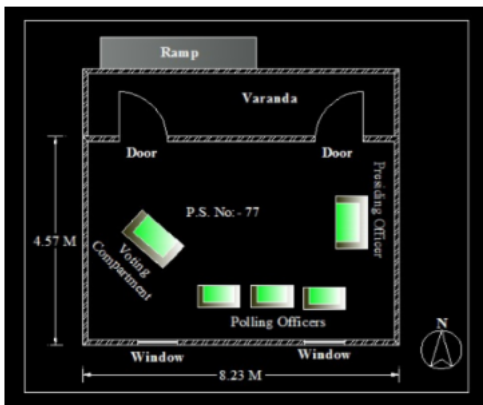 Ramp
Varanda
Door
Door
P.S. No:- 77
Presiding Officer
4.57 M
Voting
Compartment
Polling Officers
N
Window
Window
8.23 M